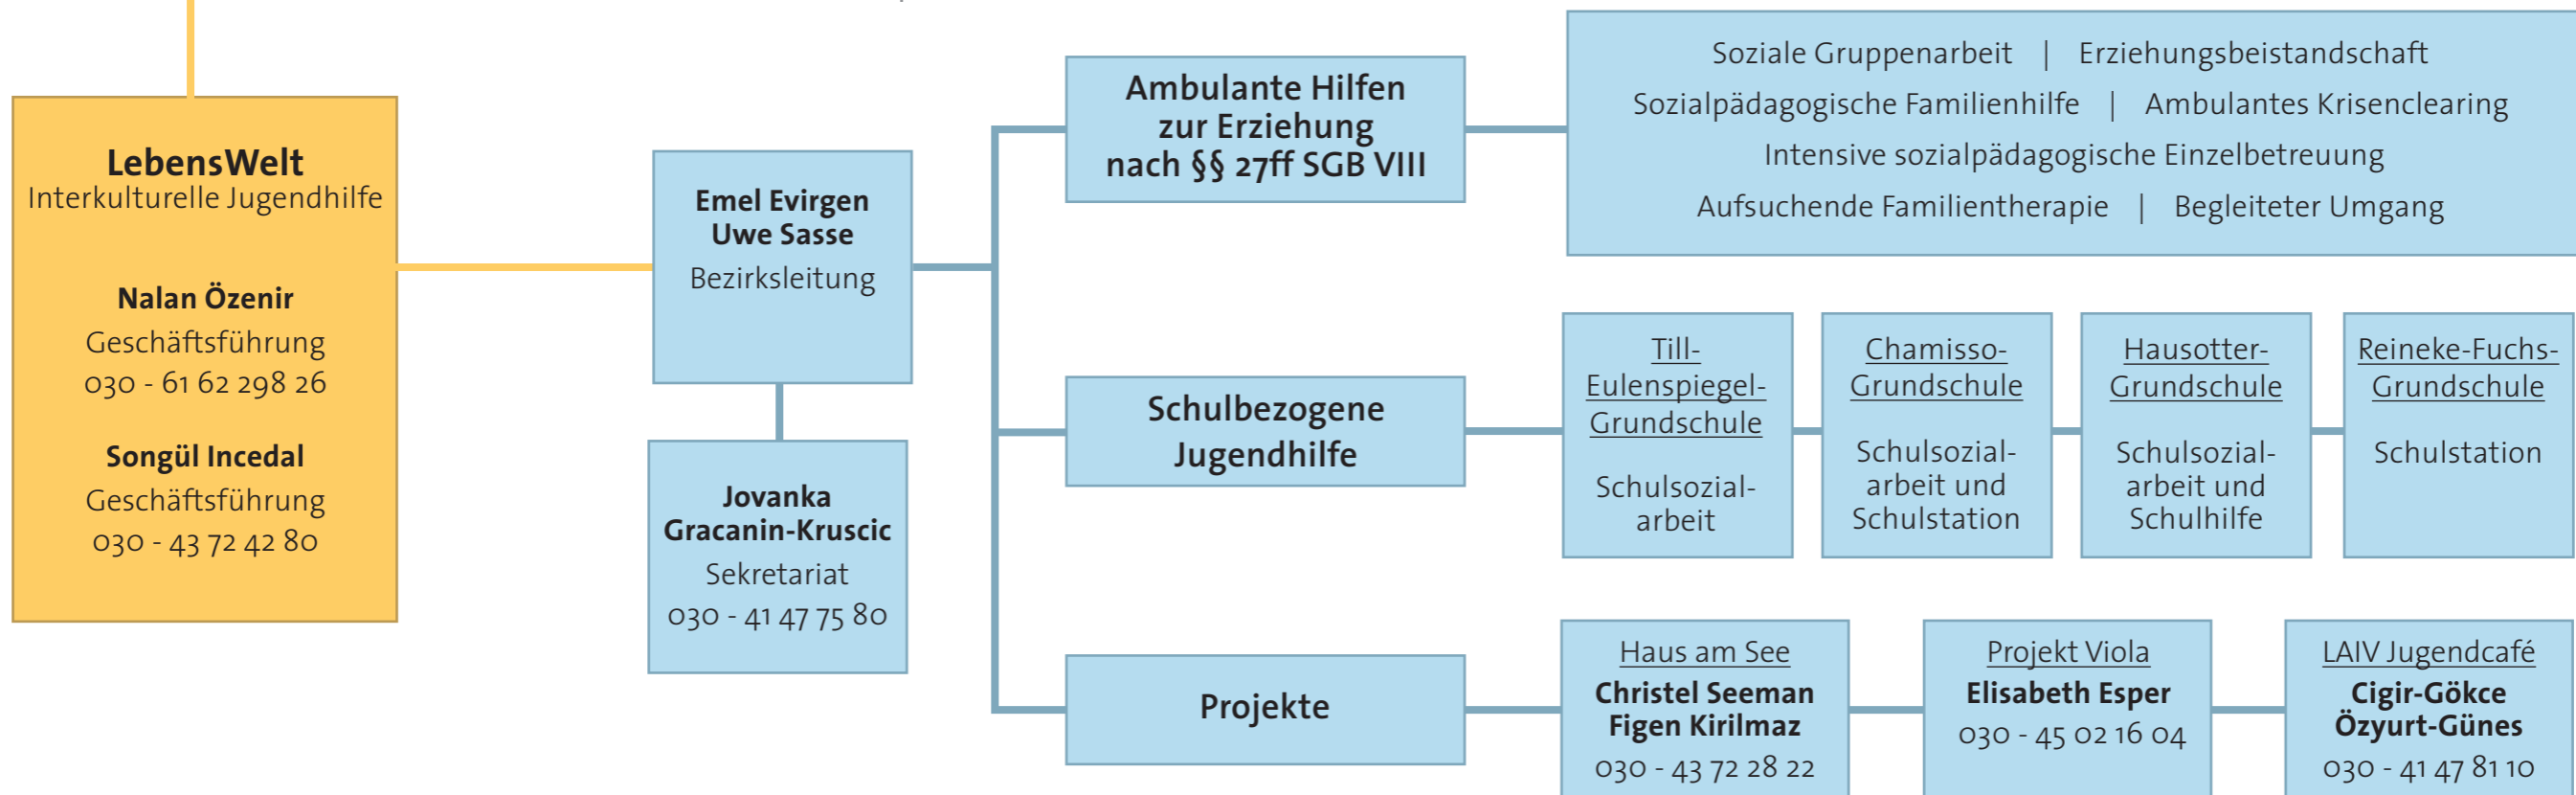 LebensWelt
Interkulturelle Jugendhilfe
Nalan Özenir
Geschäftsführung
030 - 61 62 298 26
Songül Incedal
Geschäftsführung
030 - 43 72 42 80
Emel Evirgen
Uwe Sasse
Bezirksleitung
Jovanka
Gracanin-Kruscic
Sekretariat
030 - 41 47 75 80
Ambulante Hilfen
zur Erziehung
nach §§ 27ff SGB VIII
Soziale Gruppenarbeit | Erziehungsbeistandschaft
Sozialpädagogische Familienhilfe | Ambulantes Krisenclearing
Intensive sozialpädagogische Einzelbetreuung
Aufsuchende Familientherapie | Begleiteter Umgang
Schulbezogene
Jugendhilfe
Till-
Eulenspiegel-
Grundschule
Schulsozial-
arbeit
Chamisso-
Grundschule
Schulsozial-
arbeit und
Schulstation
Hausotter-
Grundschule
Schulsozial-
arbeit und
Schulhilfe
Reineke-Fuchs-
Grundschule
Schulstation
Projekte
Haus am See
Christel Seeman
Figen Kirilmaz
030 - 43 72 28 22
Projekt Viola
Elisabeth Esper
030 - 45 02 16 04
LAIV Jugendcafé
Cigir-Gökce
Özyurt-Günes
030 - 41 47 81 10